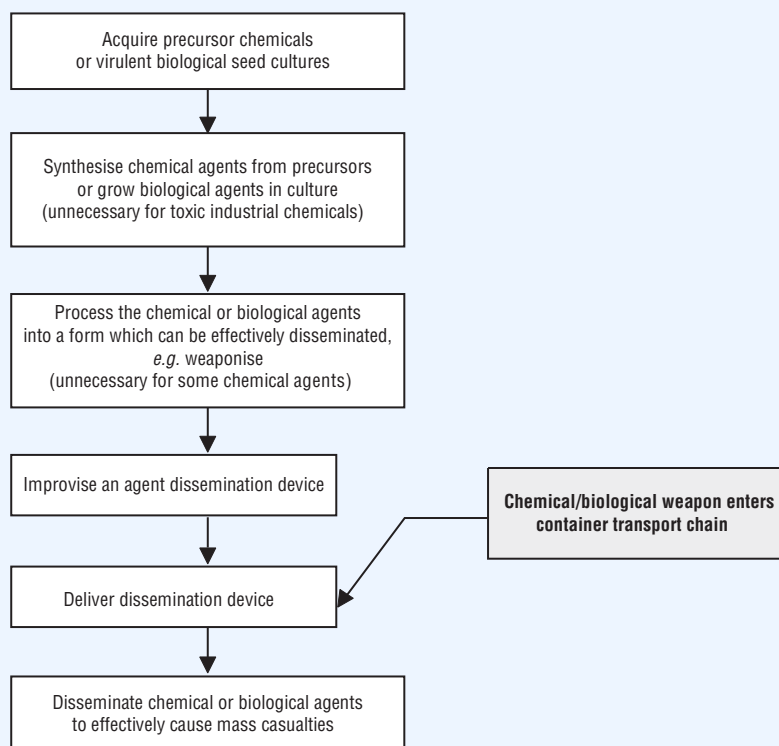 Acquire precursor chemicals
or virulent biological seed cultures
Synthesise chemical agents from precursors
or grow biological agents in culture
(unnecessary for toxic industrial chemicals)
Process the chemical or biological agents
into a form which can be effectively disseminated,
e.g. weaponise
(unnecessary for some chemical agents)
Improvise an agent dissemination device
Chemical/biological weapon enters
container transport chain
Deliver dissemination device
Disseminate chemical or biological agents
to effectively cause mass casualties